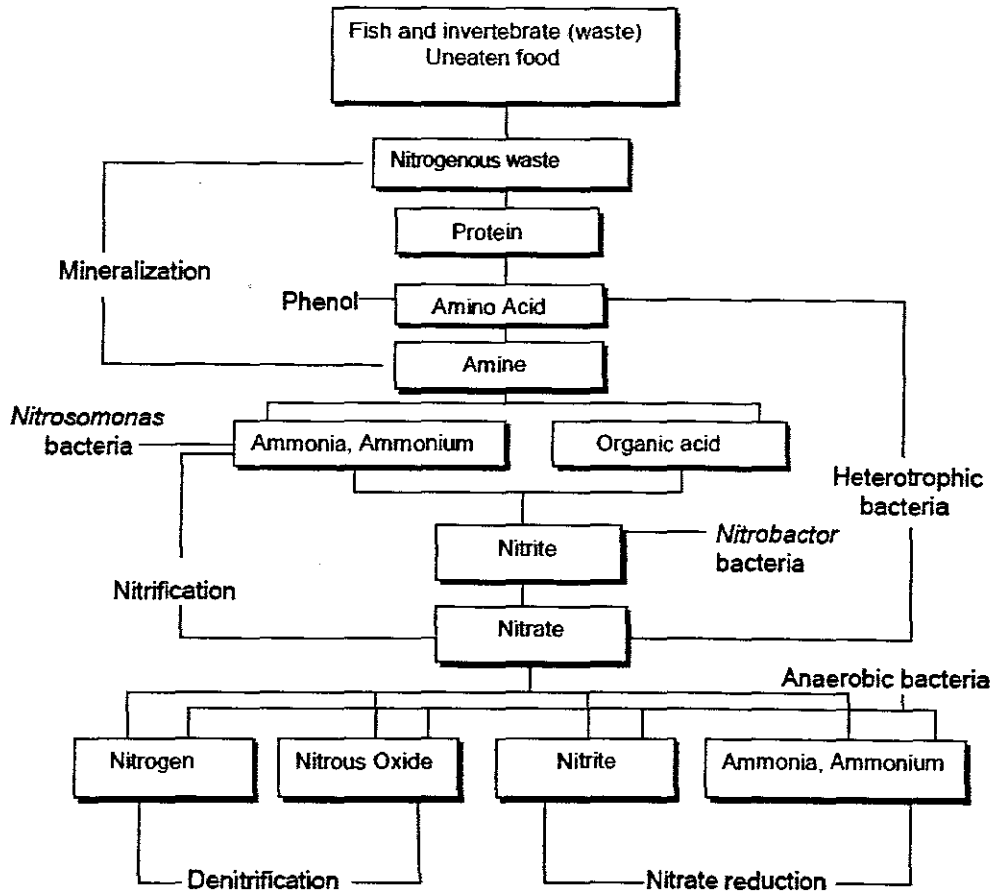 Fish and invertebrate (waste)
Uneaten food
Nitrogenous waste
Protein
Mineralization
Phenol
Amino Acid
Amine
Nitrosomonas
bacteria
Ammonia, Ammonium
Organic acid
Heterotrophic
bacteria
Nitrite
Nitrobactor
bacteria
Nitrification
Nitrate
Anaerobic bacteria
Nitrogen
Nitrous Oxide
Nitrite
Ammonia, Ammonium
Denitrification
Nitrate reduction